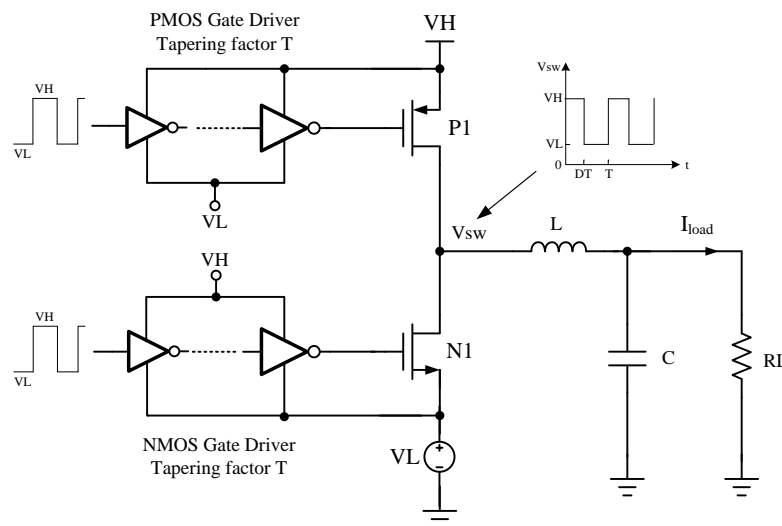 PMOS Gate Driver
Tapering factor T
VH
VH
VL
P1
VL
Vsw
VH
VL
0
DT
T
t
Vsw
L
Iload
VH
VH
VL
N1
C
RL
NMOS Gate Driver
Tapering factor T
VL